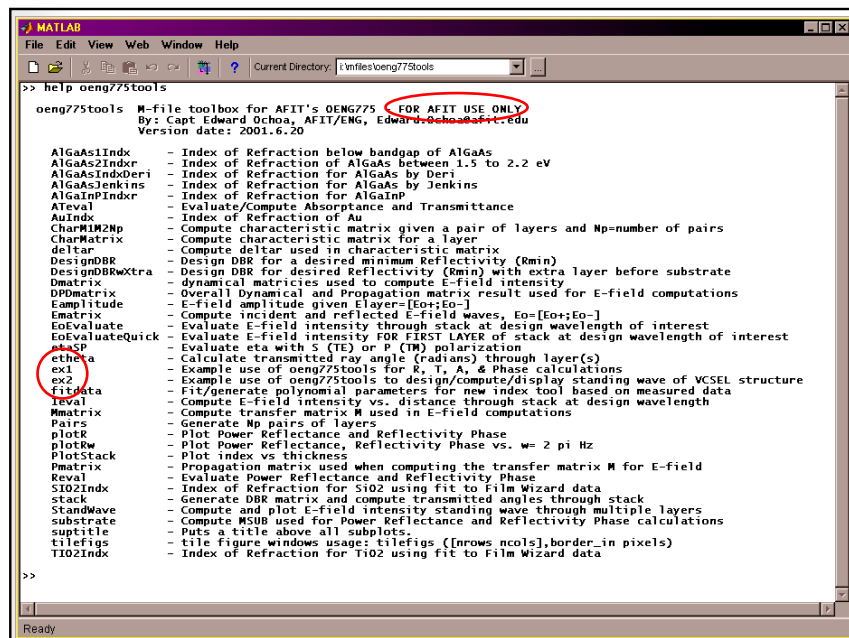 MATLAB
File Edit View Web Window Help
? Current Directory: i:\mfiles\oeng775tools ...
>> help oeng775tools
oeng775tools M-file toolbox for AFIT's OENG775 - FOR AFIT USE ONLY
By: Capt Edward Ochoa, AFIT/ENG, Edward.Ochoa@afit.edu
Version date: 2001.6.20
AlGaAs1Indx - Index of Refraction below bandgap of AlGaAs
AlGaAs2Indxr - Index of Refraction of AlGaAs between 1.5 to 2.2 eV
AlGaAsIndxDeri - Index of Refraction for AlGaAs by Deri
AlGaAsJenkins - Index of Refraction for AlGaAs by Jenkins
AlGaInPIndxr - Index of Refraction for AlGaInP
ATeval - Evaluate/Compute Absorptance and Transmittance
AuIndx - Index of Refraction of Au
CharM1M2Np - Compute characteristic matrix given a pair of layers and Np=number of pairs
CharMatrix - Compute characteristic matrix for a layer
deltar - Compute deltar used in characteristic matrix
DesignDBR - Design DBR for a desired minimum Reflectivity (Rmin)
DesignDBRwXtra - Design DBR for desired Reflectivity (Rmin) with extra layer before substrate
Dmatrix - dynamical matricies used to compute E-field intensity
DPDmatrix - Overall Dynamical and Propagation matrix result used for E-field computations
Eamplitude - E-field amplitude given Elayer=[Eo+;Eo-]
Ematrix - Compute incident and reflected E-field waves, Eo=[Eo+;Eo-]
EoEvaluate - Evaluate E-field intensity through stack at design wavelength of interest
EoEvaluateQuick - Evaluate E-field intensity FOR FIRST LAYER of stack at design wavelength of interest
etaSP - Evaluate eta with S (TE) or P (TM) polarization
etheta - Calculate transmitted ray angle (radians) through layer(s)
ex1 - Example use of oeng775tools for R, T, A, & Phase calculations
ex2 - Example use of oeng775tools to design/compute/display standing wave of VCSEL structure
fitdata - Fit/generate polynomial parameters for new index tool based on measured data
Ieval - Compute E-field intensity vs. distance through stack at design wavelength
Mmatrix - Compute transfer matrix M used in E-field computations
Pairs - Generate Np pairs of layers
plotR - Plot Power Reflectance and Reflectivity Phase
plotRw - Plot Power Reflectance, Reflectivity Phase vs. w= 2 pi Hz
PlotStack - Plot index vs thickness
Pmatrix - Propagation matrix used when computing the transfer matrix M for E-field
Reval - Evaluate Power Reflectance and Reflectivity Phase
SIO2Indx - Index of Refraction for SiO2 using fit to Film Wizard data
stack - Generate DBR matrix and compute transmitted angles through stack
StandWave - Compute and plot E-field intensity standing wave through multiple layers
substrate - Compute MSUB used for Power Reflectance and Reflectivity Phase calculations
suptitle - Puts a title above all subplots.
tilefigs - tile figure windows usage: tilefigs ([nrows ncols],border_in pixels)
TIO2Indx - Index of Refraction for TiO2 using fit to Film Wizard data
>>
Ready